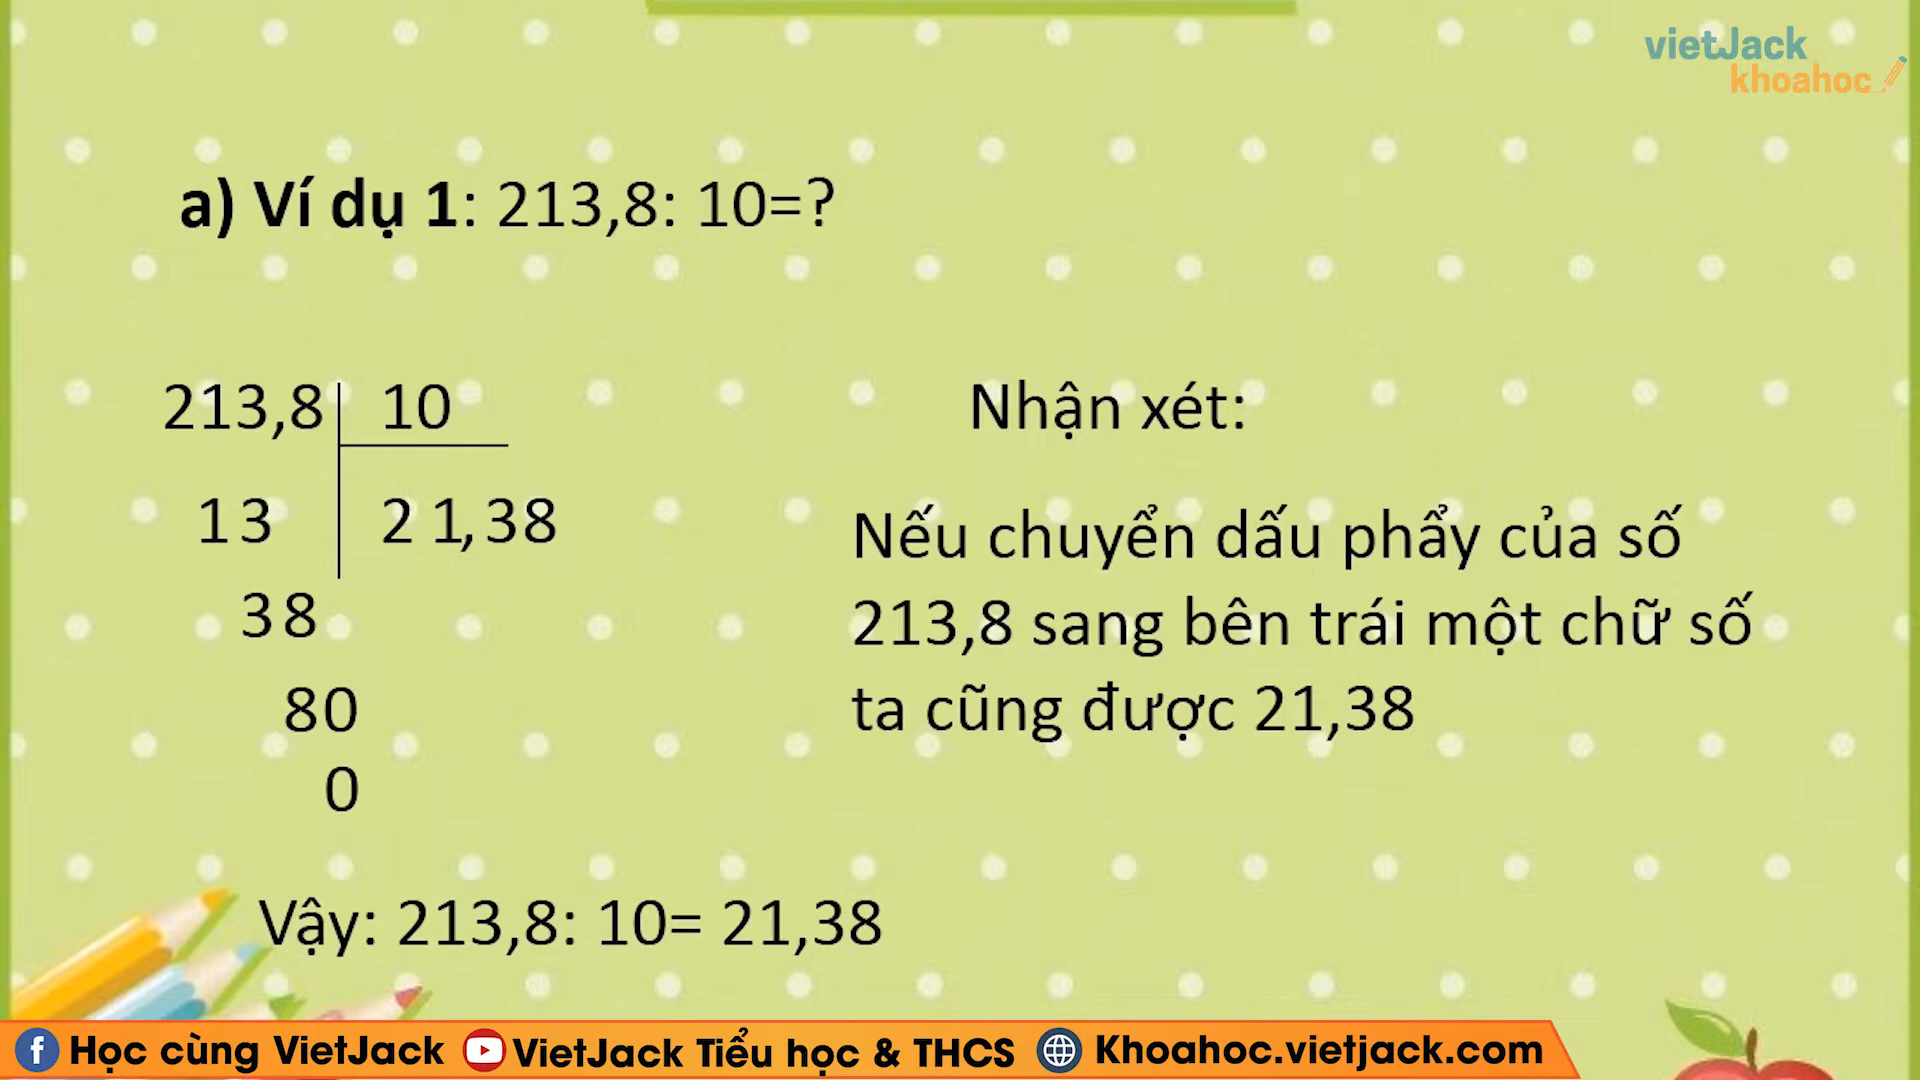 vietJack
khoahoc
a) Ví dụ 1: 213,8: 10=?
213,8 10
13 21,38
38
80
0
Nhận xét:
Nếu chuyển dấu phẩy của số
213,8 sang bên trái một chữ số
ta cũng được 21,38
Vậy: 213,8: 10= 21,38
Học cùng VietJack VietJack Tiểu học & THCS Khoahoc.vietjack.com